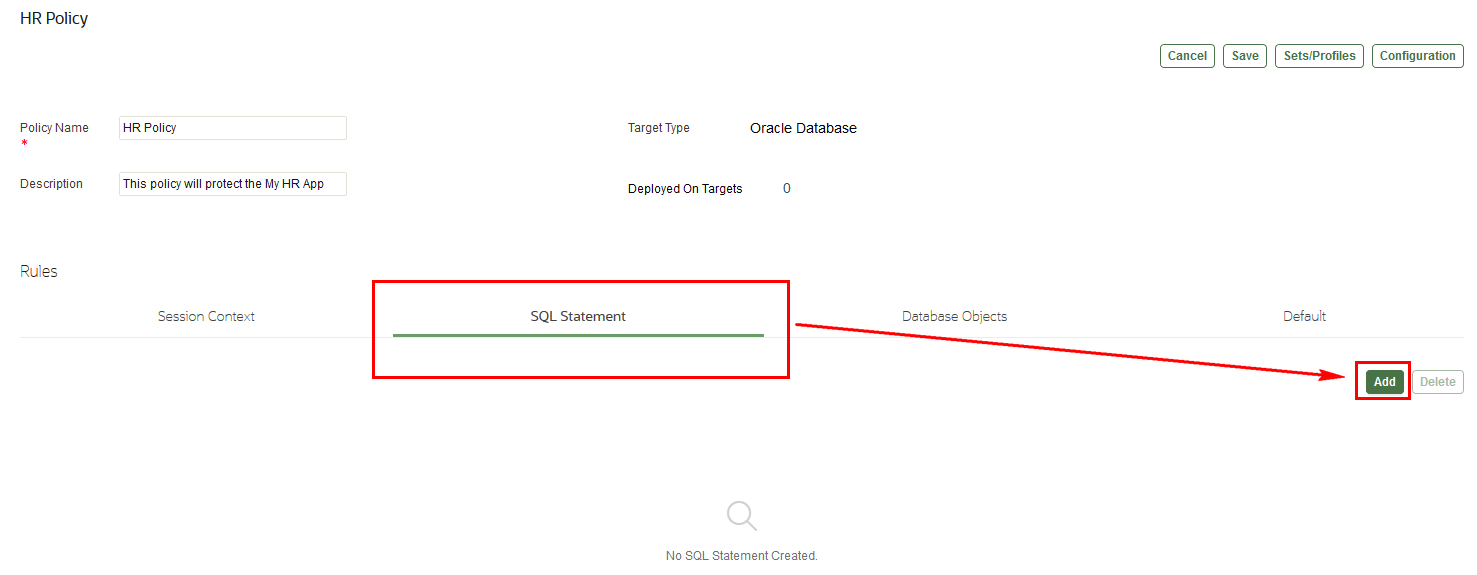 HR Policy
Cancel Save Sets/Profiles Configuration
Policy Name HR Policy Target Type Oracle Database
*
Description This policy will protect the My HR App Deployed On Targets 0
Rules
Session Context SQL Statement Database Objects Default
Add Delete
No SQL Statement Created.